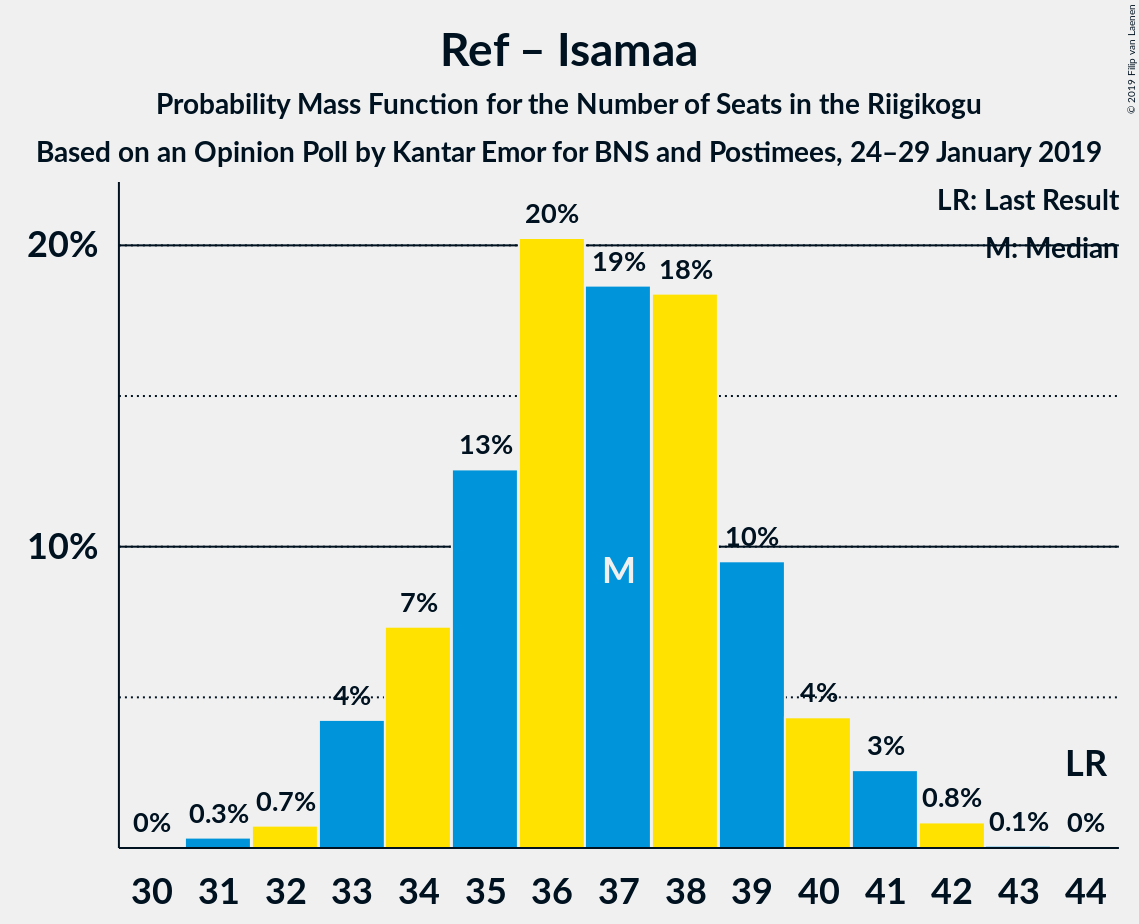 Ref – Isamaa
Probability Mass Function for the Number of Seats in the Riigikogu
Based on an Opinion Poll by Kantar Emor for BNS and Postimees, 24–29 January 2019
© 2019 Filip van Laenen
LR: Last Result
M: Median
20%
10%
0%
0.3%
0.7%
4%
7%
13%
20%
19%
18%
10%
4%
3%
0.8%
0.1%
0%
M
LR
30 31 32 33 34 35 36 37 38 39 40 41 42 43 44